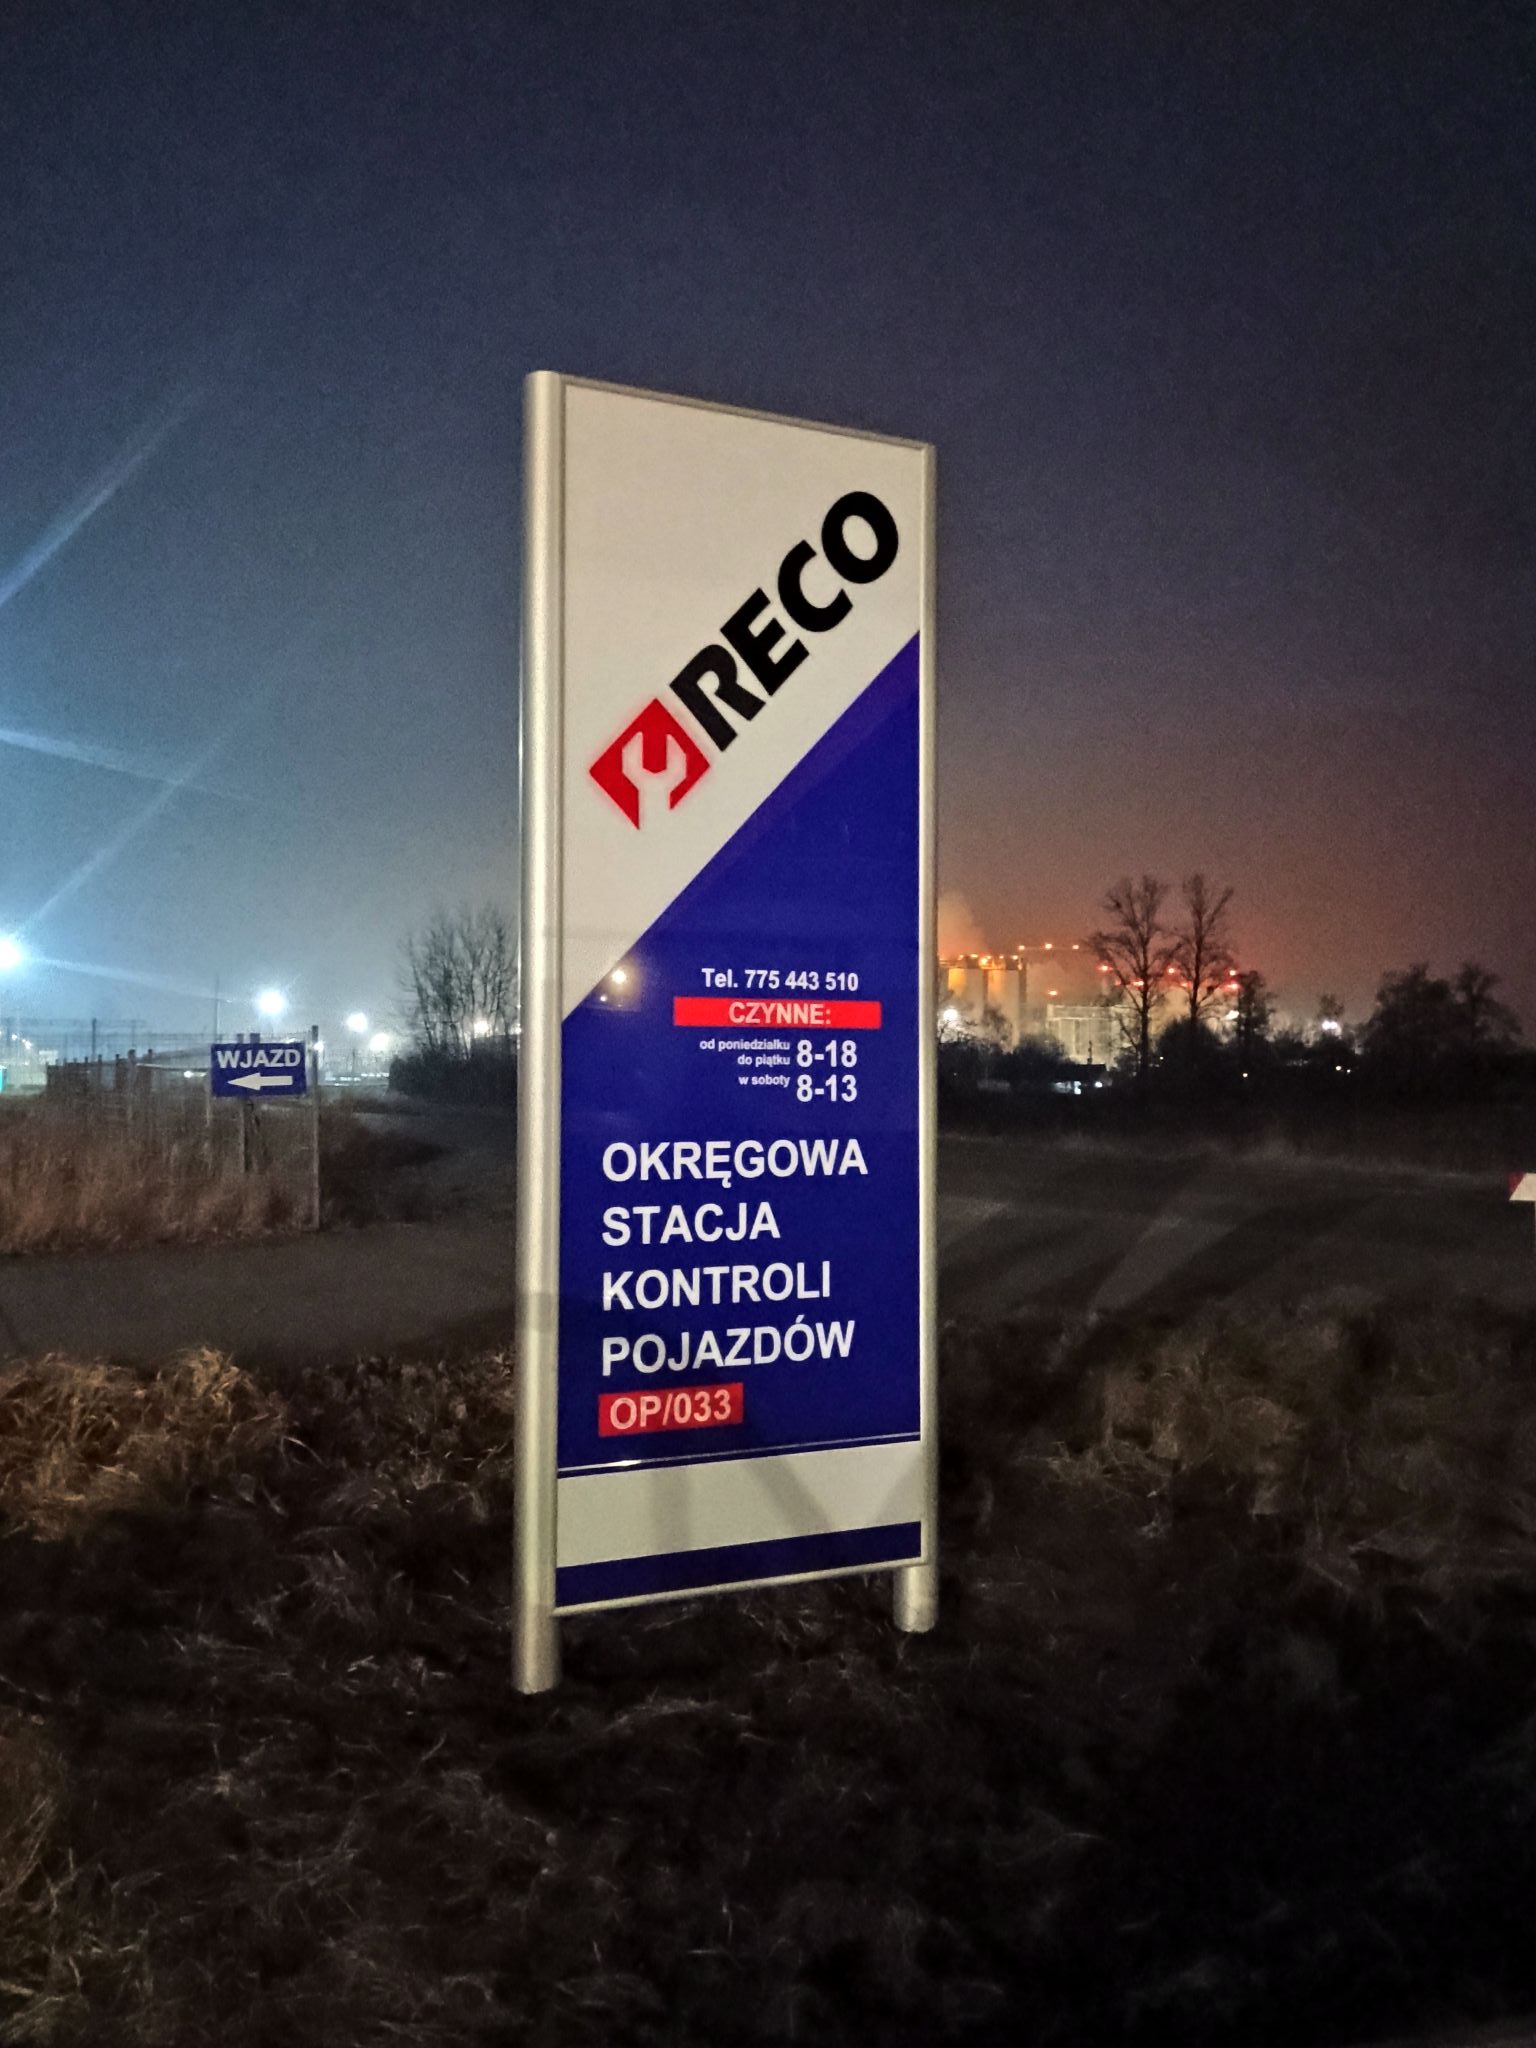 RECO
Tel. 775 443 510
CZYNNE:
od poniedziałku
do piątku 8-18
w soboty 8-13
OKRĘGOWA
STACJA
KONTROLI
POJAZDÓW
OP/033
WJAZD